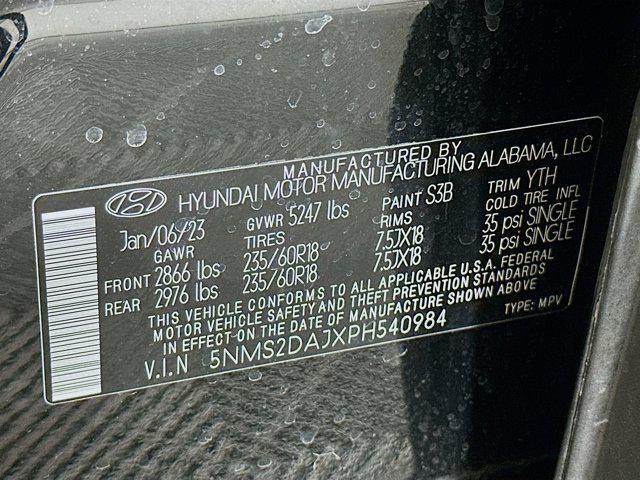 MANUFACTURED BY
HYUNDAI MOTOR MANUFACTURING ALABAMA, LLC
Jan/06/23 GVWR 5247 lbs PAINT S3B TRIM YTH
GAWR TIRES RIMS COLD TIRE INFL
FRONT 2866 lbs 235/60R18 7.5JX18 35 psi SINGLE
REAR 2976 lbs 235/60R18 7.5JX18 35 psi SINGLE
THIS VEHICLE CONFORMS TO ALL APPLICABLE U.S.A. FEDERAL
MOTOR VEHICLE SAFETY AND THEFT PREVENTION STANDARDS
IN EFFECT ON THE DATE OF MANUFACTURE SHOWN ABOVE
V.I.N 5NMS2DAJXPH540984 TYPE: MPV